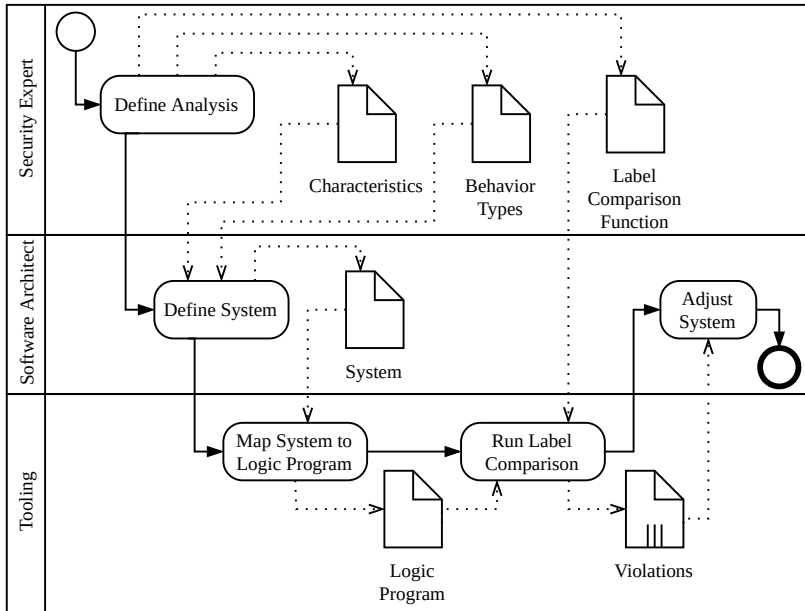 Security Expert
Define Analysis
Characteristics
Behavior
Types
Label
Comparison
Function
Software Architect
Define System
System
Adjust
System
Tooling
Map System to
Logic Program
Run Label
Comparison
Logic
Program
Violations